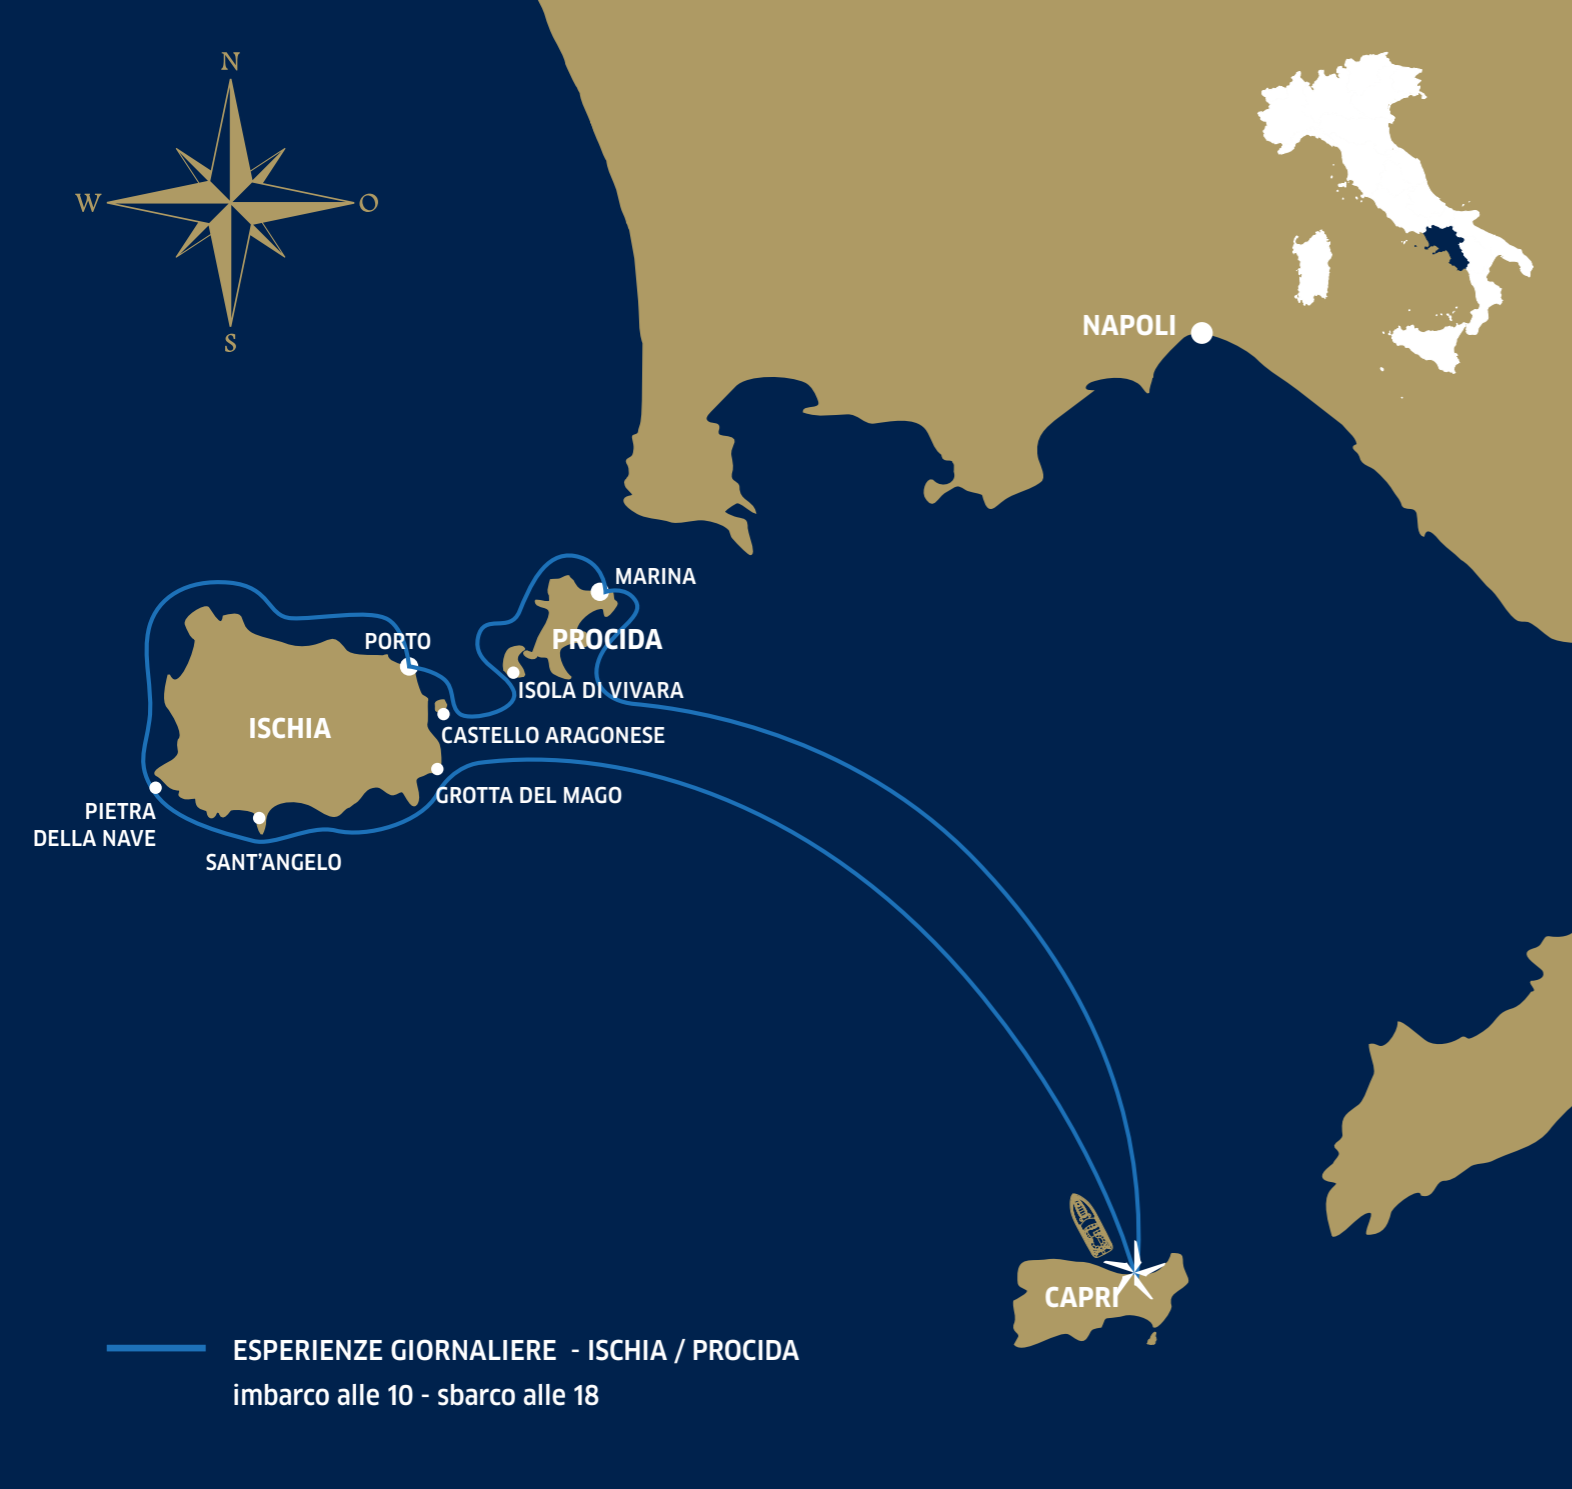 N
W
O
S
NAPOLI
MARINA
PROCIDA
PORTO
ISOLA DI VIVARA
ISCHIA
CASTELLO ARAGONESE
GROTTA DEL MAGO
PIETRA
DELLA NAVE
SANT'ANGELO
CAPRI
ESPERIENZE GIORNALIERE - ISCHIA / PROCIDA
imbarco alle 10 - sbarco alle 18